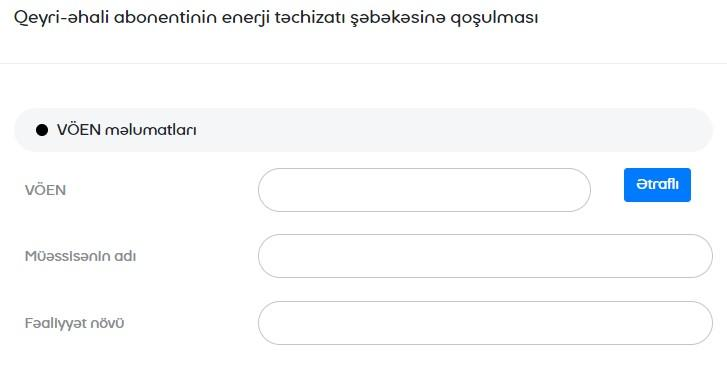 Qeyri-əhali abonentinin enerji təchizatı şəbəkəsinə qoşulması
VÖEN məlumatları
VÖEN
Ətraflı
Müəssisənin adı
Fəaliyyət növü